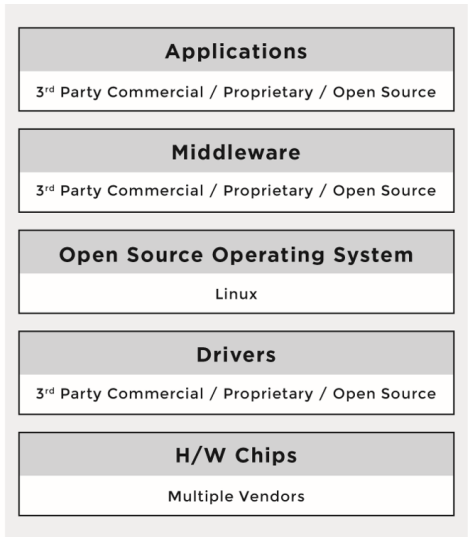 Applications
3rd Party Commercial / Proprietary / Open Source
Middleware
3rd Party Commercial / Proprietary / Open Source
Open Source Operating System
Linux
Drivers
3rd Party Commercial / Proprietary / Open Source
H/W Chips
Multiple Vendors